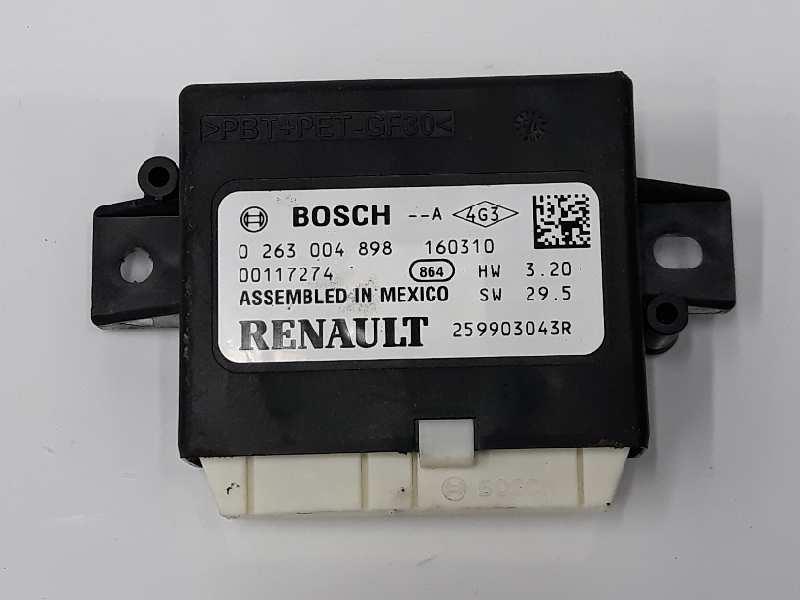 >PBT+PET-GF30<
BOSCH --A 4G3
0 263 004 898 160310
00117274 864 HW 3.20
ASSEMBLED IN MEXICO SW 29.5
RENAULT 259903043R
BOSCH